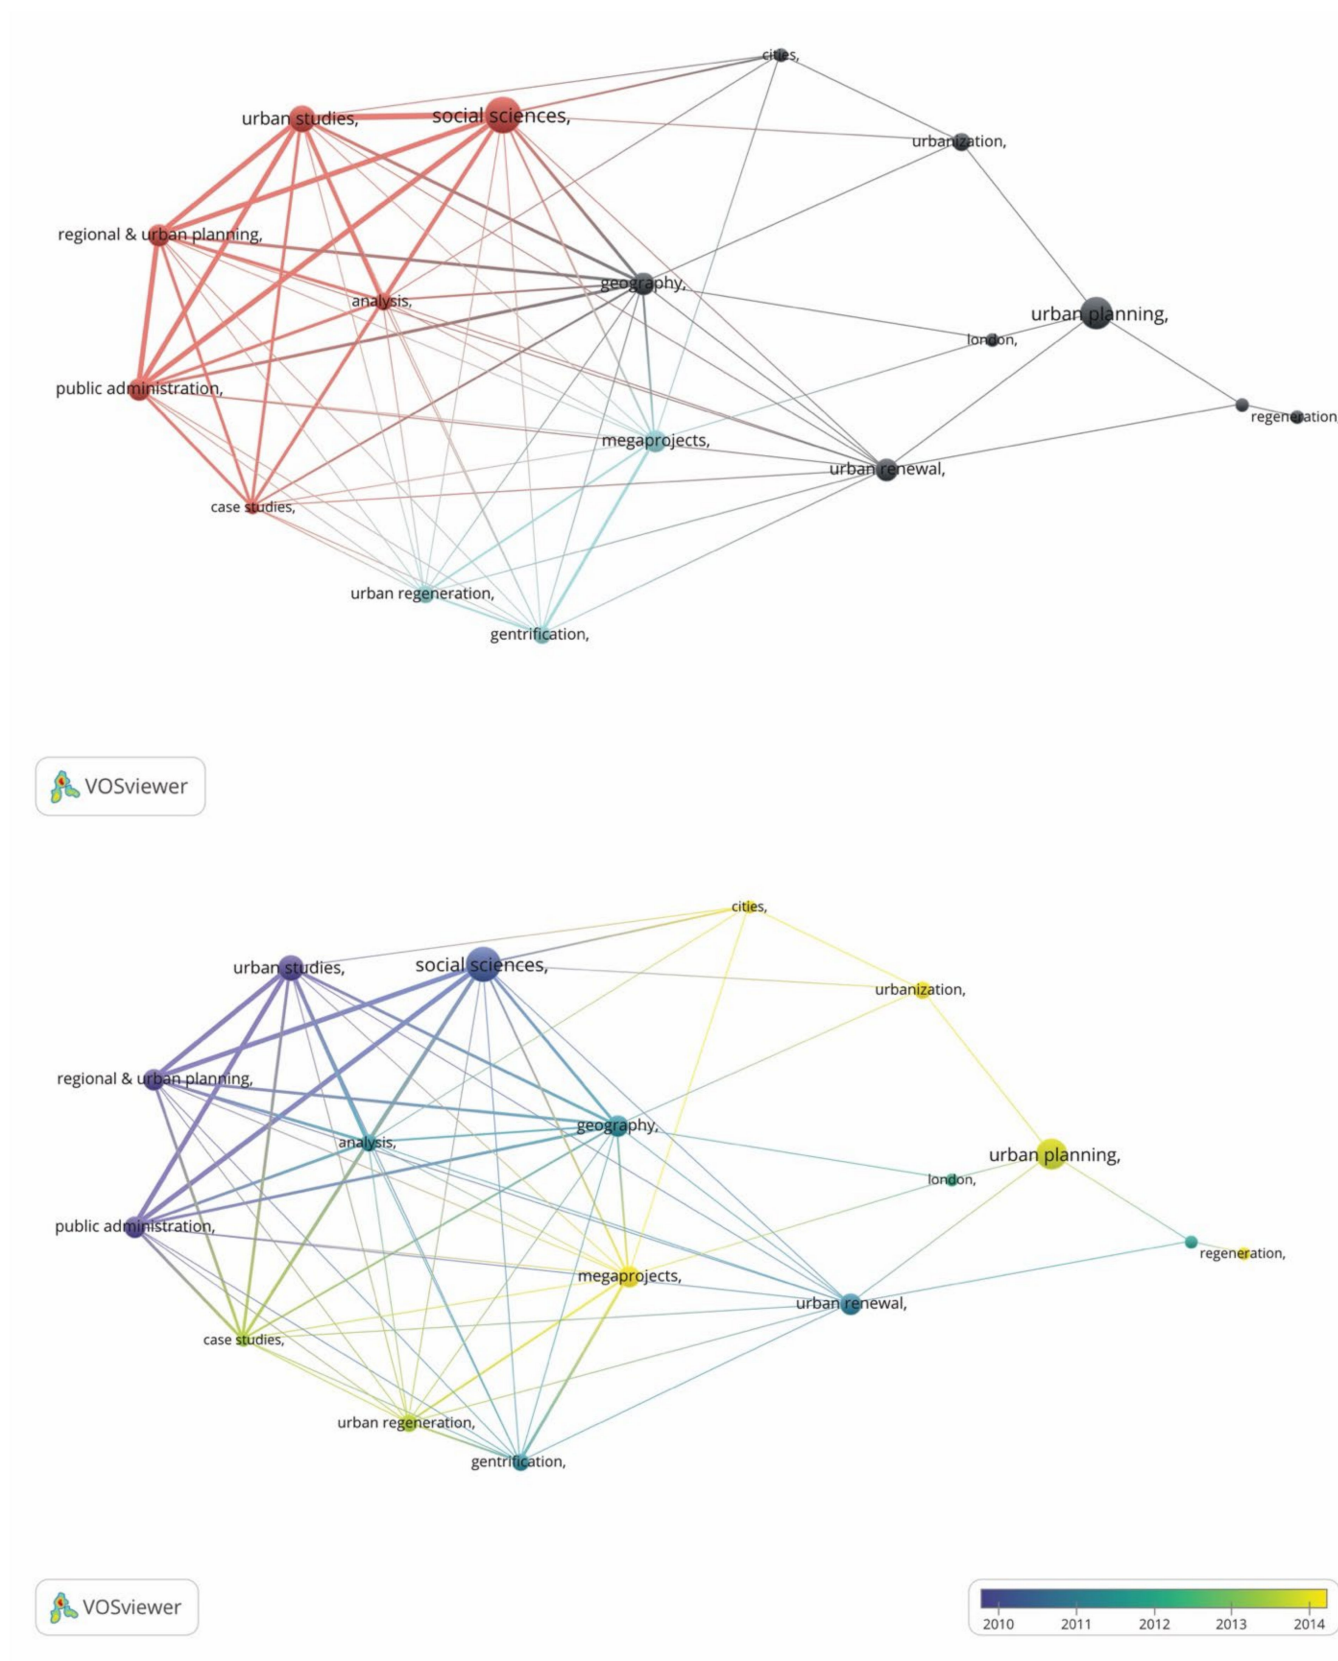 cities,
urban studies,
social sciences,
urbanization,
regional & urban planning,
geography,
analysis,
urban planning,
london,
public administration,
regeneration,
megaprojects,
urban renewal,
case studies,
urban regeneration,
gentrification,
VOSviewer
cities,
urban studies,
social sciences,
urbanization,
regional & urban planning,
geography,
analysis,
urban planning,
london,
public administration,
regeneration,
megaprojects,
urban renewal,
case studies,
urban regeneration,
gentrification,
VOSviewer
2010 2011 2012 2013 2014